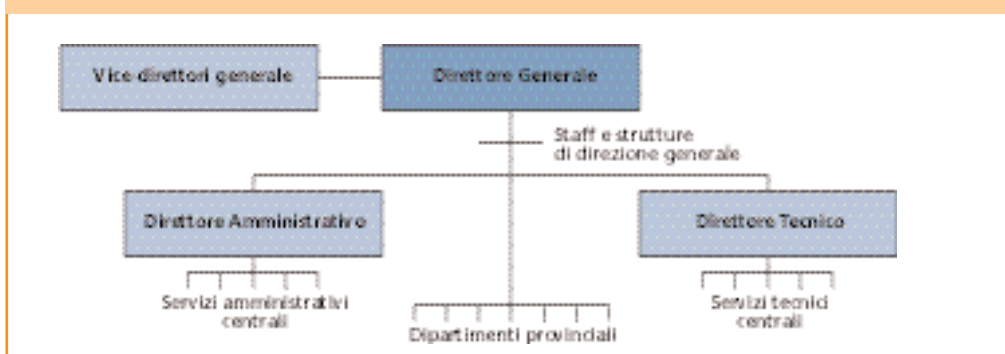 Vice direttori generale
Direttore Generale
Staff e strutture
di direzione generale
Direttore Amministrativo
Direttore Tecnico
Servizi amministrativi
centrali
Servizi tecnici
centrali
Dipartimenti provinciali